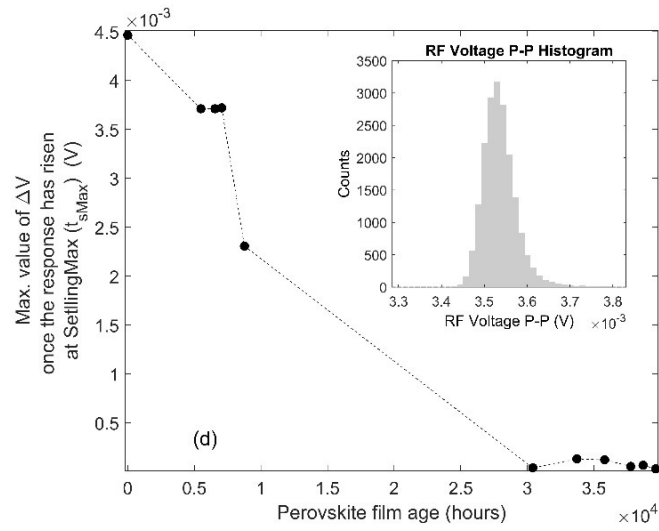 ×10⁻³
4.5
4
3.5
3
2.5
2
1.5
1
0.5
Max. value of ΔV
once the response has risen
at SetllingMax (t_sMax) (V)
RF Voltage P-P Histogram
3500
3000
2500
2000
1500
1000
500
0
Counts
3.3 3.4 3.5 3.6 3.7 3.8
RF Voltage P-P (V) ×10⁻³
(d)
0 0.5 1 1.5 2 2.5 3 3.5
Perovskite film age (hours) ×10⁴